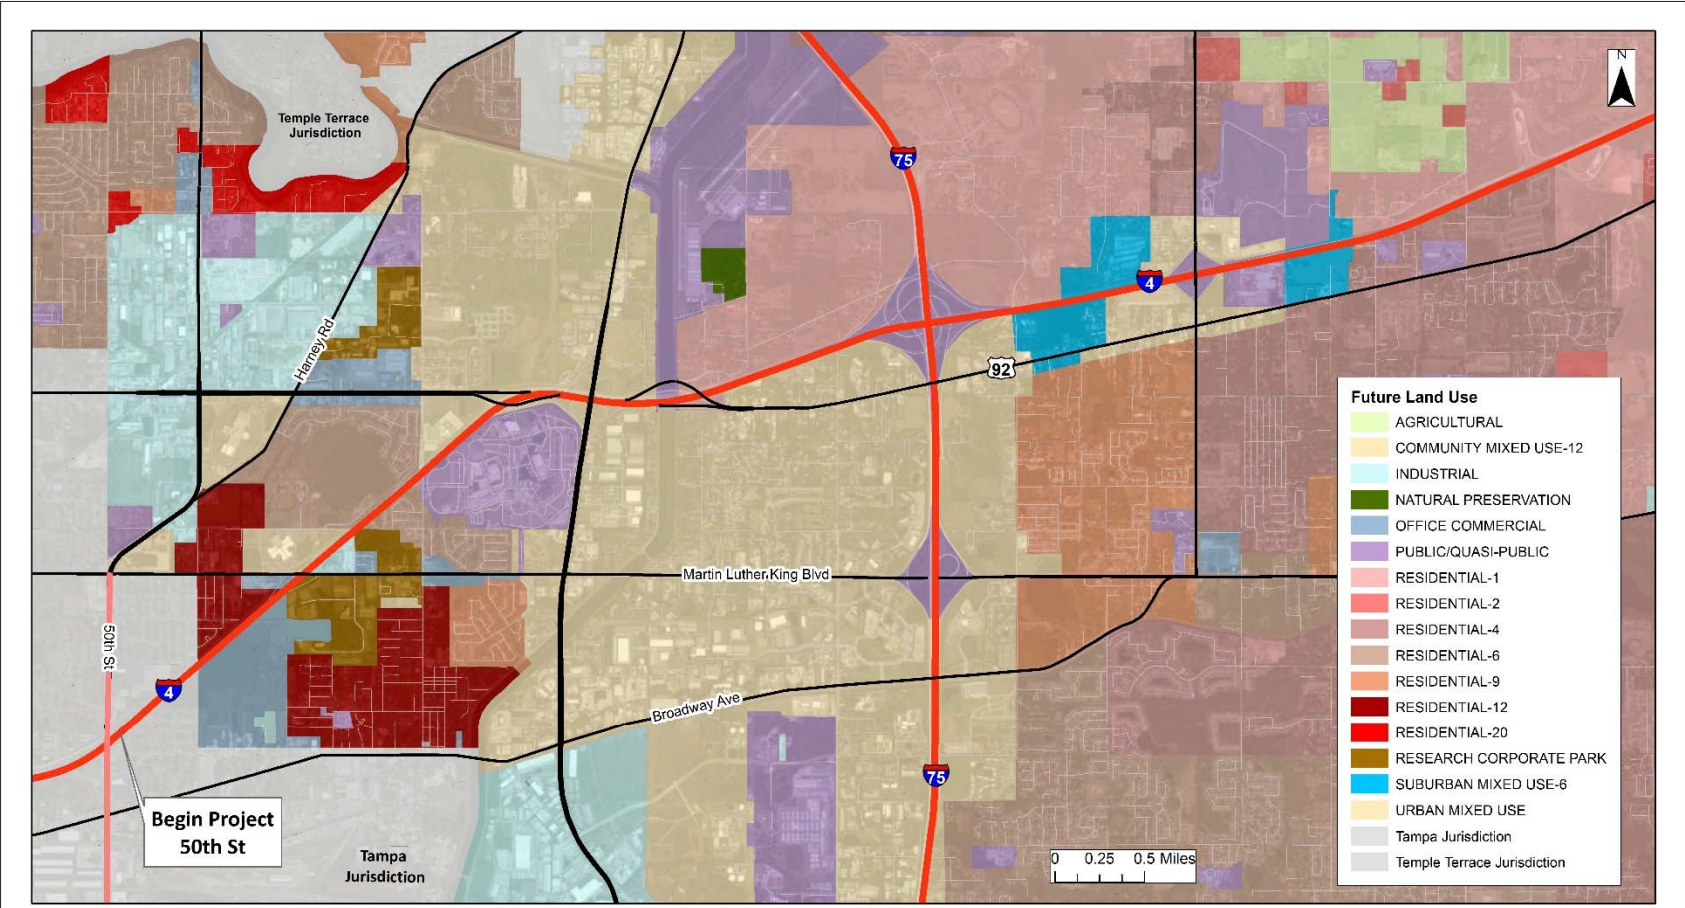 Temple Terrace
Jurisdiction
N
75
4
Harney Rd
92
Martin Luther King Blvd
50th St
4
Broadway Ave
75
Begin Project
50th St
Tampa
Jurisdiction
0 0.25 0.5 Miles
Future Land Use
AGRICULTURAL
COMMUNITY MIXED USE-12
INDUSTRIAL
NATURAL PRESERVATION
OFFICE COMMERCIAL
PUBLIC/QUASI-PUBLIC
RESIDENTIAL-1
RESIDENTIAL-2
RESIDENTIAL-4
RESIDENTIAL-6
RESIDENTIAL-9
RESIDENTIAL-12
RESIDENTIAL-20
RESEARCH CORPORATE PARK
SUBURBAN MIXED USE-6
URBAN MIXED USE
Tampa Jurisdiction
Temple Terrace Jurisdiction